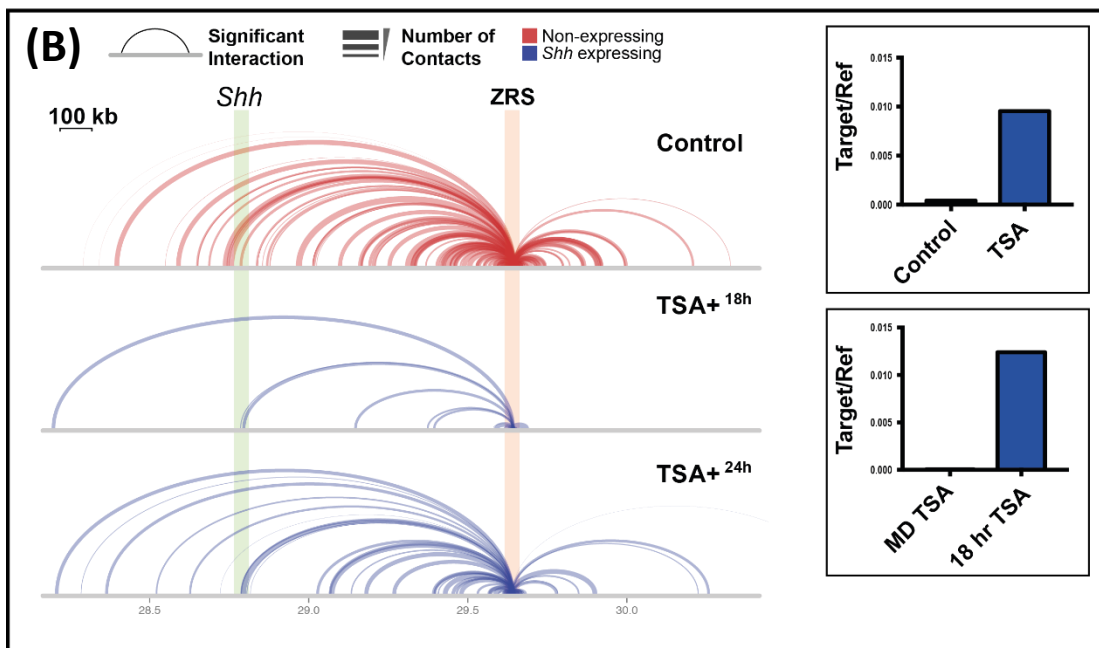 (B)
Significant
Interaction
Number of
Contacts
Non-expressing
Shh expressing
100 kb
Shh
ZRS
Control
TSA+ 18h
TSA+ 24h
28.5 29.0 29.5 30.0
Target/Ref
0.015
0.010
0.005
0.000
Control TSA
Target/Ref
0.015
0.010
0.005
0.000
MD TSA 18 hr TSA